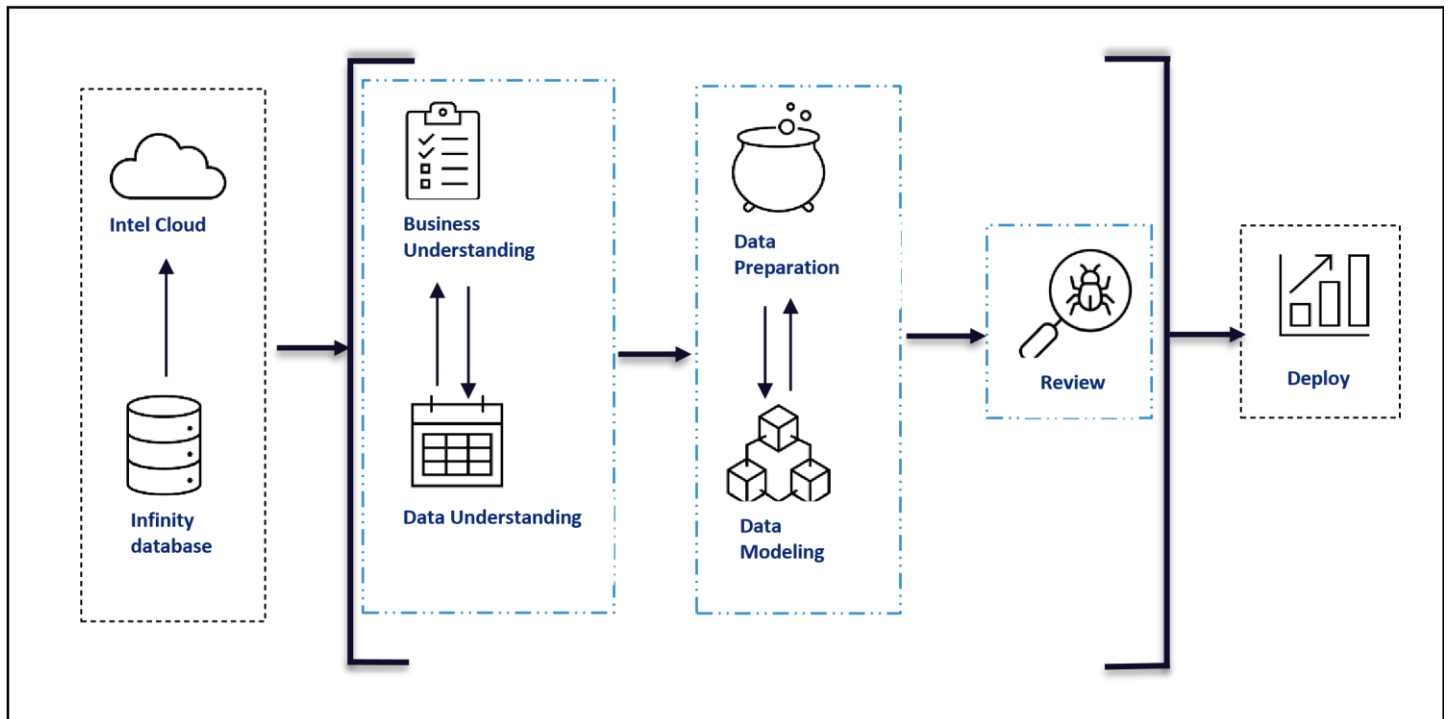 Intel Cloud
Infinity
database
Business
Understanding
Data Understanding
Data
Preparation
Data
Modeling
Review
Deploy